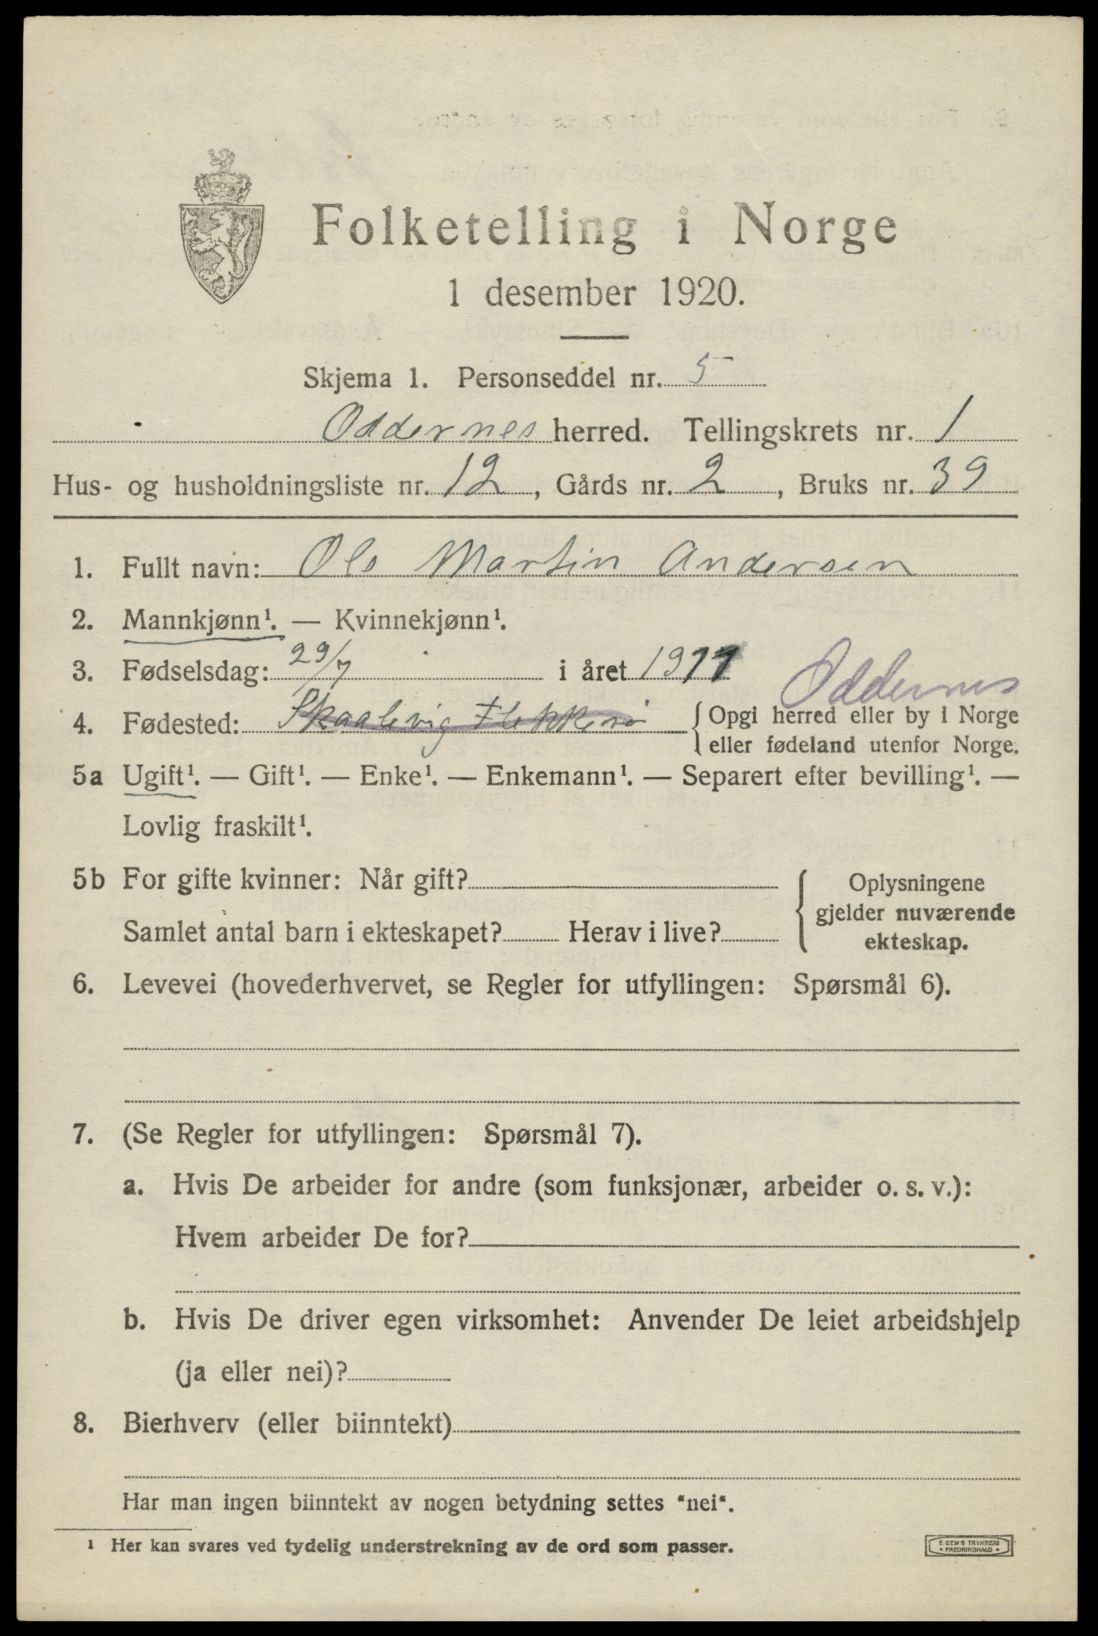 Folketelling i Norge
1 desember 1920.
Skjema 1. Personseddel nr. 5
Oddernes herred. Tellingskrets nr. 1
Hus- og husholdningsliste nr. 12, Gårds nr. 2, Bruks nr. 39
1. Fullt navn: Ole Martin Andersen
2. Mannkjønn¹. — Kvinnekjønn¹.
3. Fødselsdag: 29/7 i året 1911
Oddernes
4. Fødested: Skaalevig Flekkerø { Opgi herred eller by i Norge
eller fødeland utenfor Norge.
5a Ugift¹. — Gift¹. — Enke¹. — Enkemann¹. — Separert efter bevilling¹. —
Lovlig fraskilt¹.
5b For gifte kvinner: Når gift? { Oplysningene
gjelder nuværende
Samlet antal barn i ekteskapet? Herav i live?
ekteskap.
6. Levevei (hovederhvervet, se Regler for utfyllingen: Spørsmål 6).
7. (Se Regler for utfyllingen: Spørsmål 7).
a. Hvis De arbeider for andre (som funksjonær, arbeider o. s. v.):
Hvem arbeider De for?
b. Hvis De driver egen virksomhet: Anvender De leiet arbeidshjelp
(ja eller nei)?
8. Bierhverv (eller biinntekt)
Har man ingen biinntekt av nogen betydning settes "nei".
¹ Her kan svares ved tydelig understrekning av de ord som passer.
E. SEM'S TRYKKERI
• FREDRIKSHALD •